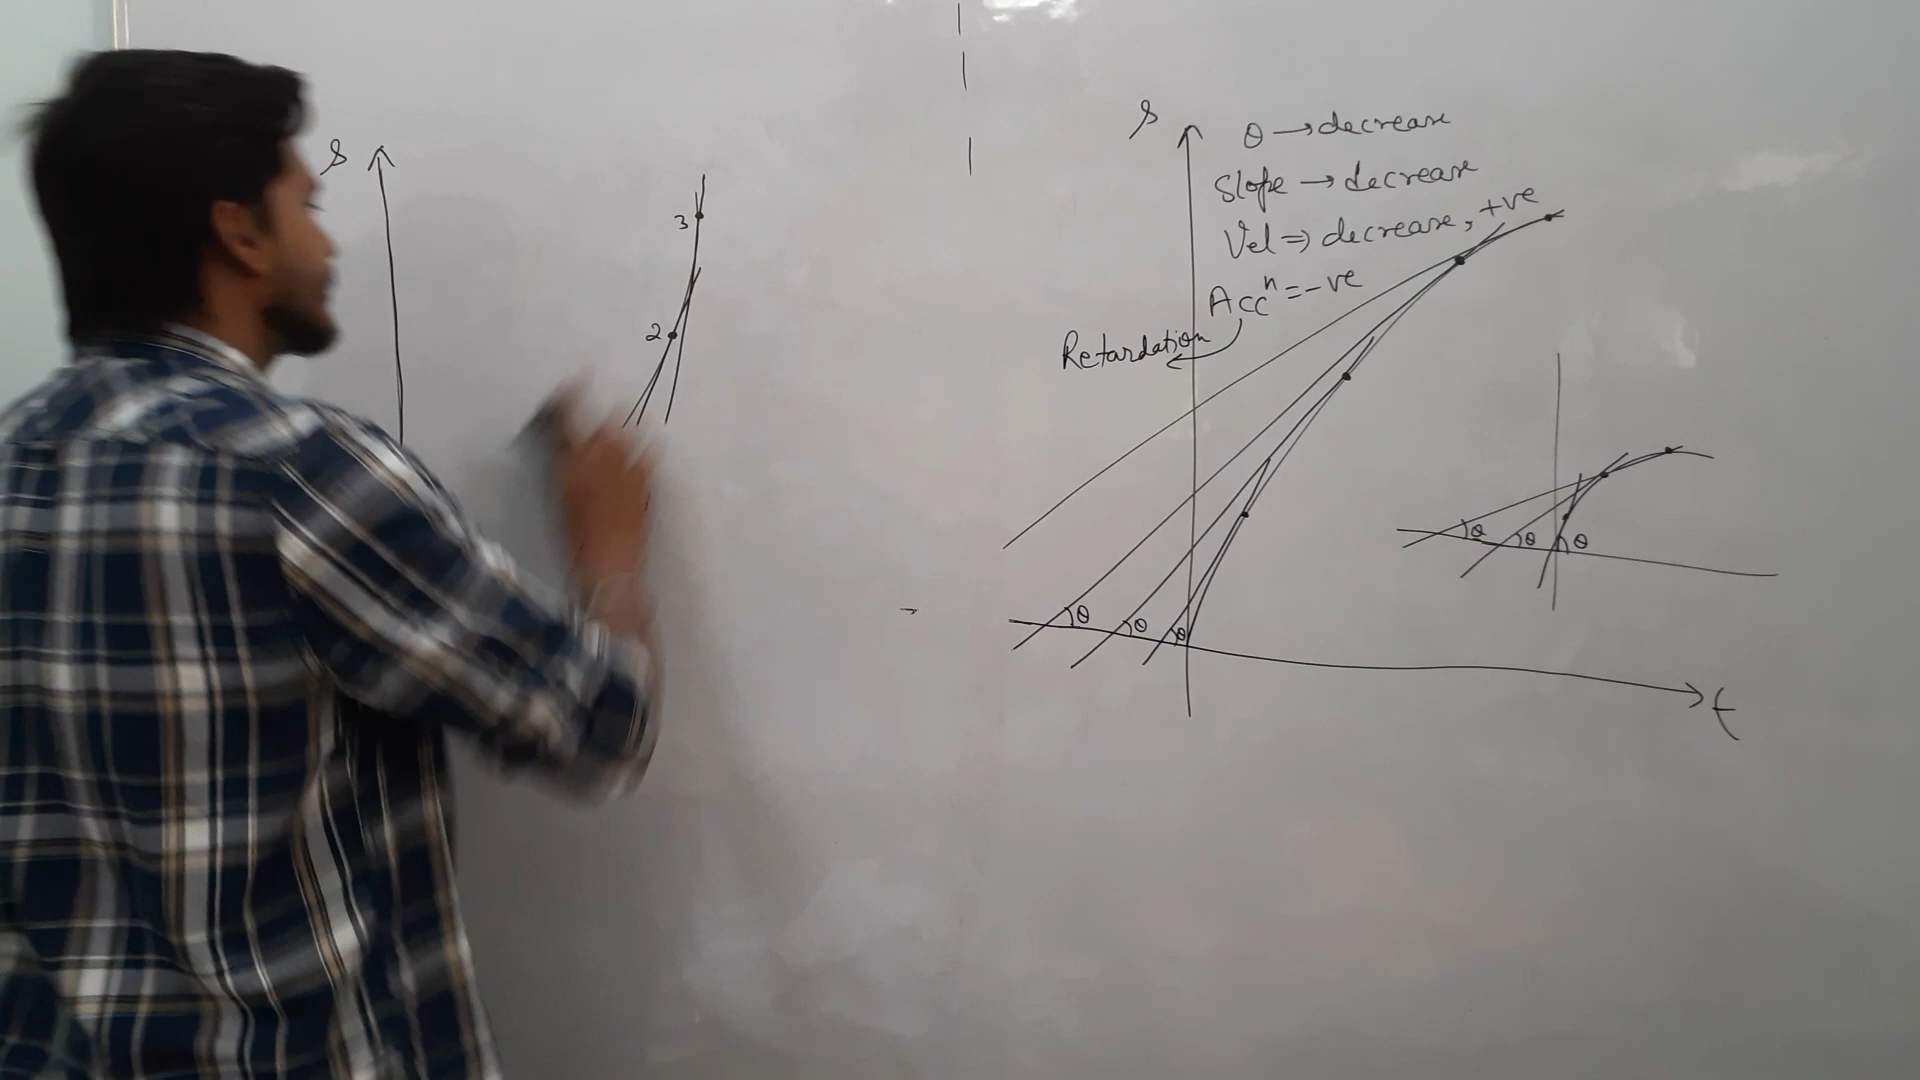 s
3
2
s
θ → decrease
Slope → decrease
Vel ⇒ decrease, +ve
Accⁿ = -ve
Retardation
θ θ θ
θ θ θ
t